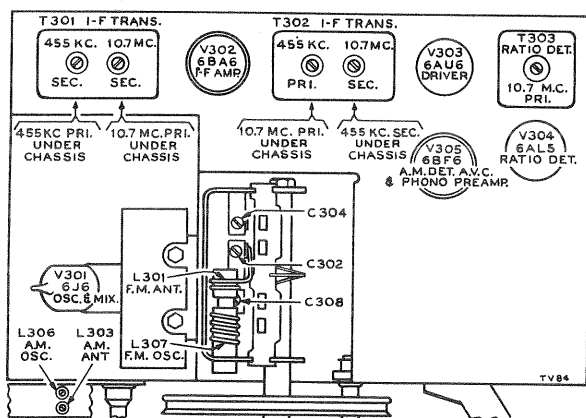 T301 I-F TRANS.
455 KC. 10.7 MC.
SEC. SEC.
V302
6BA6
I-F AMP.
T302 I-F TRANS.
455 KC. 10.7 MC.
PRI. SEC.
V303
6AU6
DRIVER
T303
RATIO DET.
10.7 M.C.
PRI.
455 KC PRI.
UNDER
CHASSIS
10.7 M.C. PRI.
UNDER
CHASSIS
10.7 M.C. PRI.
UNDER
CHASSIS
455 KC. SEC.
UNDER
CHASSIS
V305
6BF6
A.M. DET. A.V.C.
& PHONO PREAMP.
V304
6AL5
RATIO DET.
C304
C302
L301
F.M. ANT.
C308
V301
6J6
OSC. & MIX.
L307
F.M. OSC.
L306
A.M.
OSC.
L303
A.M.
ANT
TV84